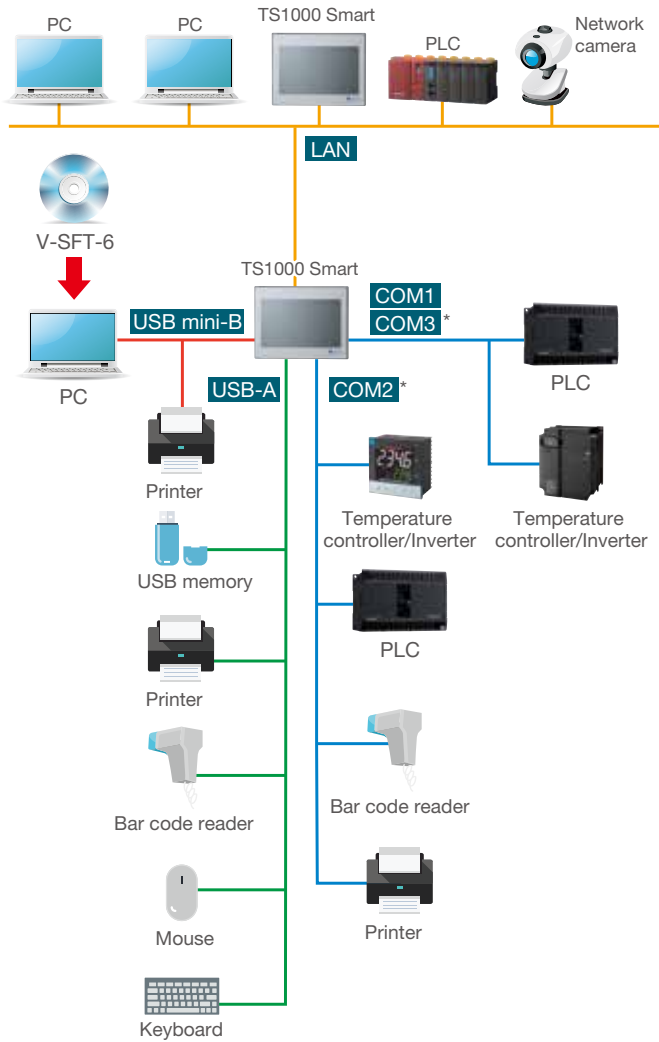 PC
PC
TS1000 Smart
PLC
Network
camera
LAN
V-SFT-6
TS1000 Smart
USB mini-B
COM1
COM3 *
PC
PLC
USB-A
COM2 *
234.6
Printer
Temperature
controller/Inverter
Temperature
controller/Inverter
USB memory
PLC
Printer
Bar code reader
Bar code reader
Mouse
Printer
Keyboard